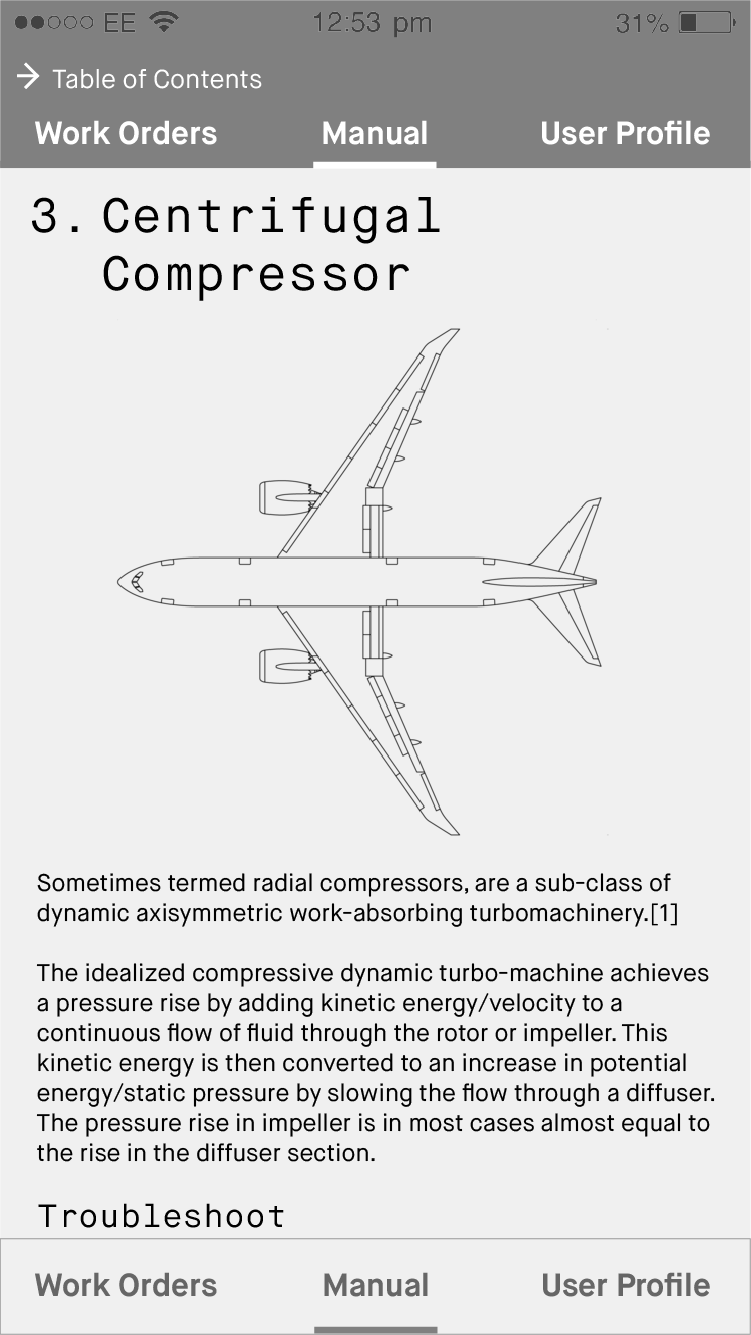 EE 12:53 pm 31%
→ Table of Contents
Work Orders Manual User Profile
3. Centrifugal
Compressor
Sometimes termed radial compressors, are a sub-class of
dynamic axisymmetric work-absorbing turbomachinery.[1]
The idealized compressive dynamic turbo-machine achieves
a pressure rise by adding kinetic energy/velocity to a
continuous flow of fluid through the rotor or impeller. This
kinetic energy is then converted to an increase in potential
energy/static pressure by slowing the flow through a diffuser.
The pressure rise in impeller is in most cases almost equal to
the rise in the diffuser section.
Troubleshoot
Work Orders Manual User Profile